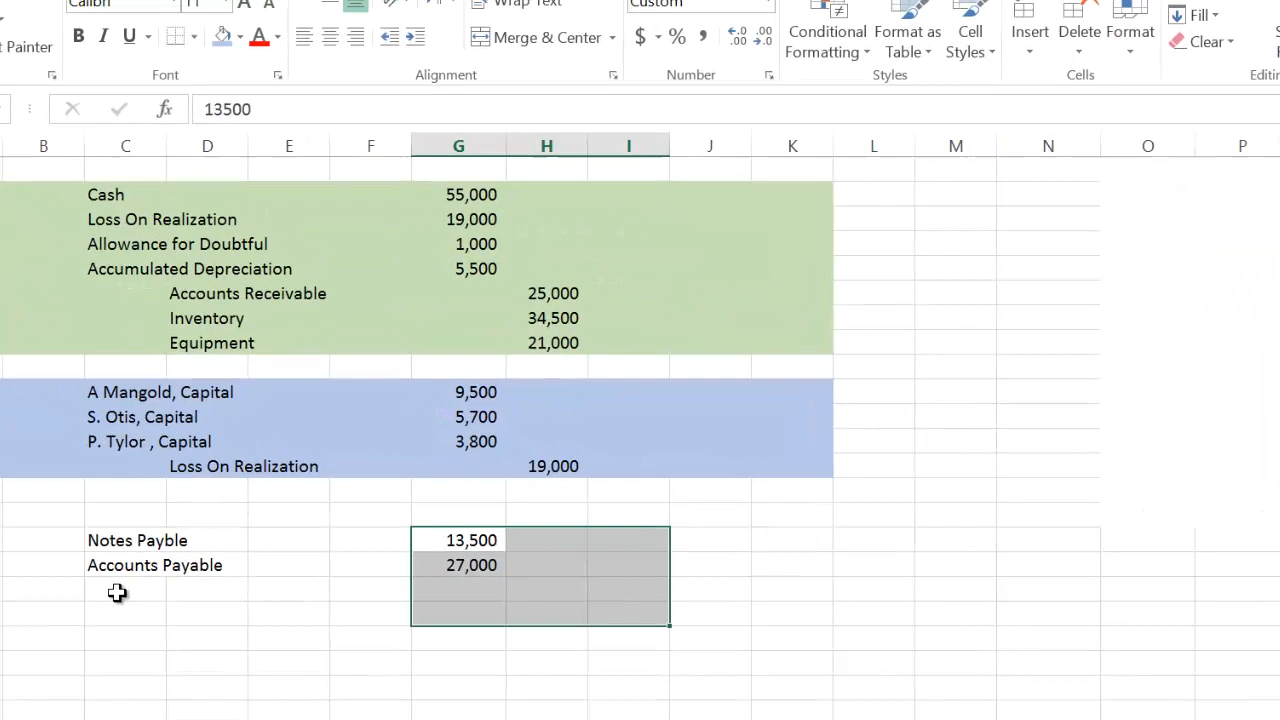 Calibri 11 A A Wrap Text Custom
Painter B I U A Merge & Center $ % , .00 .0 Conditional Formatting Format as Table Cell Styles Insert Delete Format Fill Clear
Font Alignment Number Styles Cells Editing
fx 13500
B C D E F G H I J K L M N O P
Cash 55,000
Loss On Realization 19,000
Allowance for Doubtful 1,000
Accumulated Depreciation 5,500
Accounts Receivable 25,000
Inventory 34,500
Equipment 21,000
A Mangold, Capital 9,500
S. Otis, Capital 5,700
P. Tylor , Capital 3,800
Loss On Realization 19,000
Notes Payble 13,500
Accounts Payable 27,000